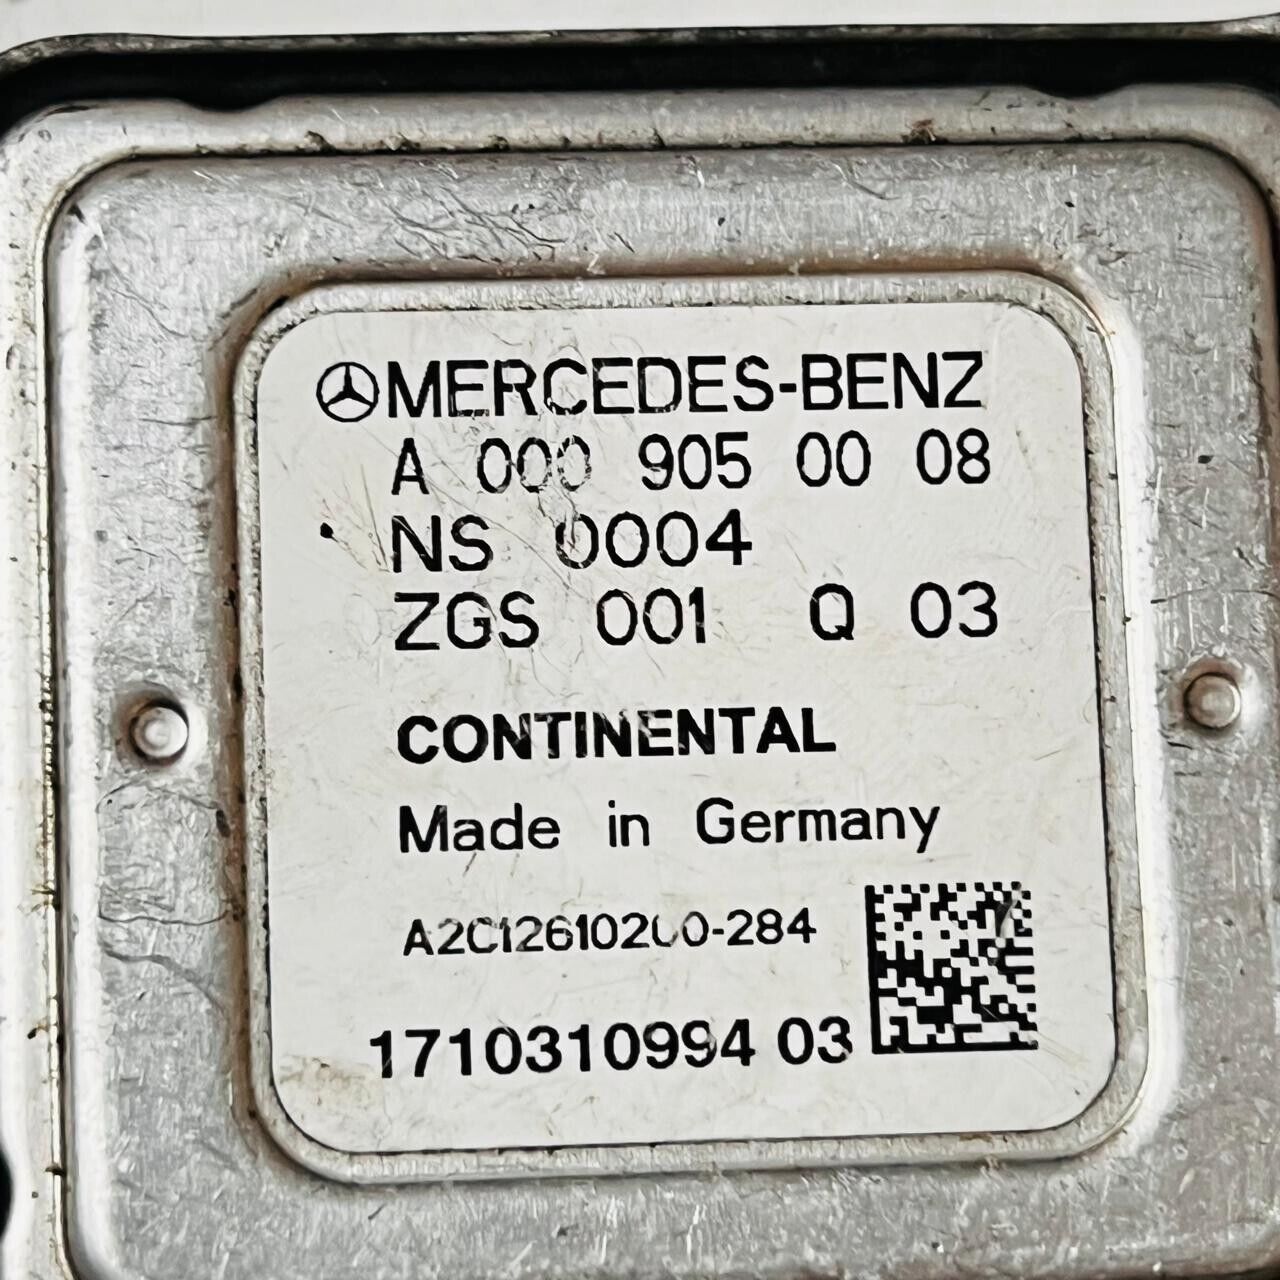 MERCEDES-BENZ
A 000 905 00 08
NS 0004
ZGS 001 Q 03
CONTINENTAL
Made in Germany
A2C12610200-284
1710310994 03